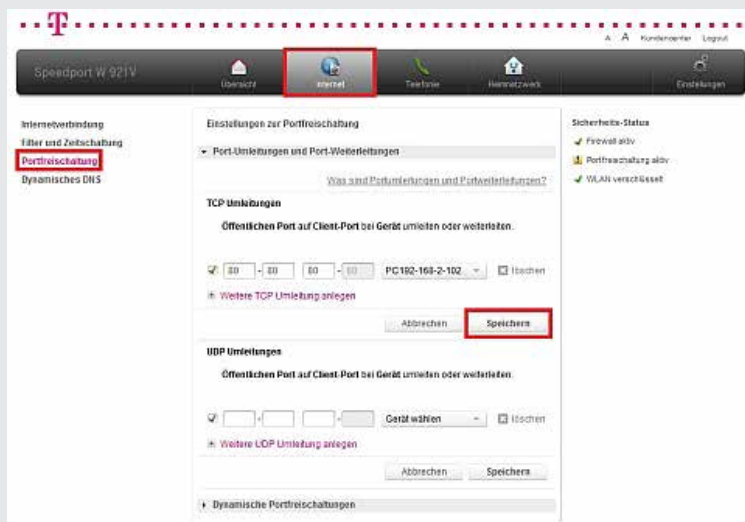 T
A A Kundencenter Logout
Speedport W 921V
Übersicht
Internet
Telefonie
Heimnetzwerk
Einstellungen
Internetverbindung
Filter und Zeitschaltung
Portfreischaltung
Dynamisches DNS
Einstellungen zur Portfreischaltung
Port-Umleitungen und Port-Weiterleitungen
Was sind Portumleitungen und Portweiterleitungen?
TCP Umleitungen
Öffentlichen Port auf Client-Port bei Gerät umleiten oder weiterleiten.
80 - 80 80 - 80 PC192-168-2-102 löschen
Weitere TCP Umleitung anlegen
Abbrechen Speichern
UDP Umleitungen
Öffentlichen Port auf Client-Port bei Gerät umleiten oder weiterleiten.
- - Gerät wählen löschen
Weitere UDP Umleitung anlegen
Abbrechen Speichern
Dynamische Portfreischaltungen
Sicherheits-Status
Firewall aktiv
Portfreischaltung aktiv
WLAN verschlüsselt